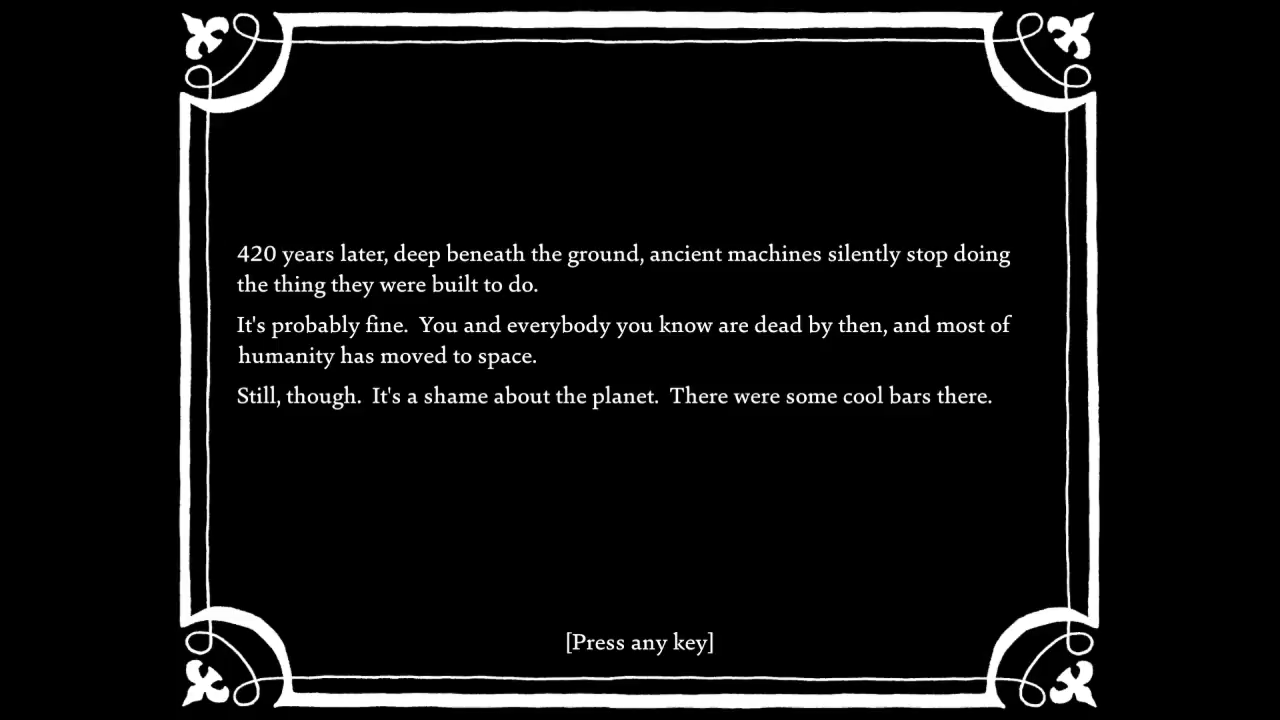 420 years later, deep beneath the ground, ancient machines silently stop doing
the thing they were built to do.
It's probably fine.  You and everybody you know are dead by then, and most of
humanity has moved to space.
Still, though.  It's a shame about the planet.  There were some cool bars there.
[Press any key]